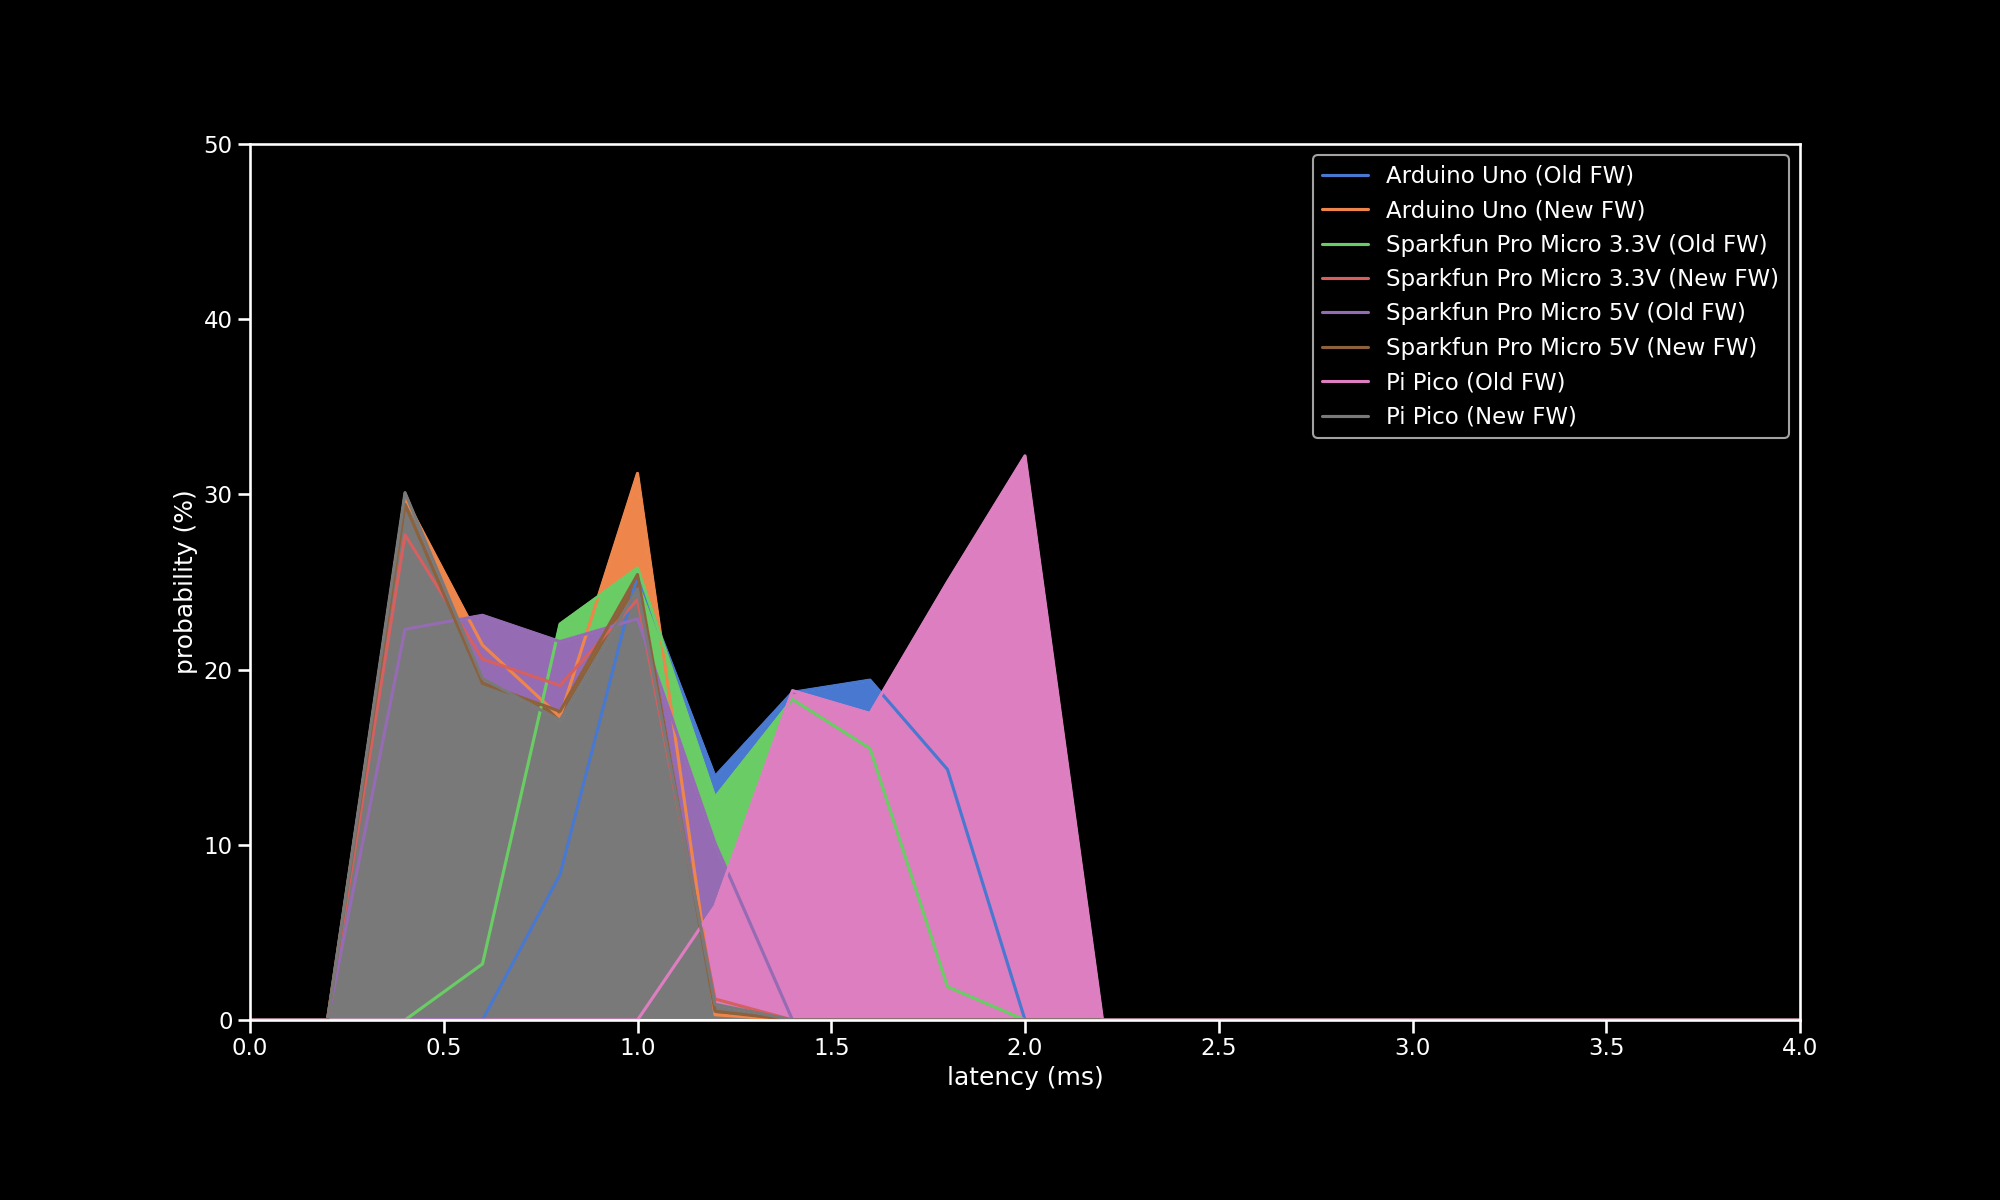 50
40
30
20
10
0
probability (%)
0.0 0.5 1.0 1.5 2.0 2.5 3.0 3.5 4.0
latency (ms)
Arduino Uno (Old FW)
Arduino Uno (New FW)
Sparkfun Pro Micro 3.3V (Old FW)
Sparkfun Pro Micro 3.3V (New FW)
Sparkfun Pro Micro 5V (Old FW)
Sparkfun Pro Micro 5V (New FW)
Pi Pico (Old FW)
Pi Pico (New FW)